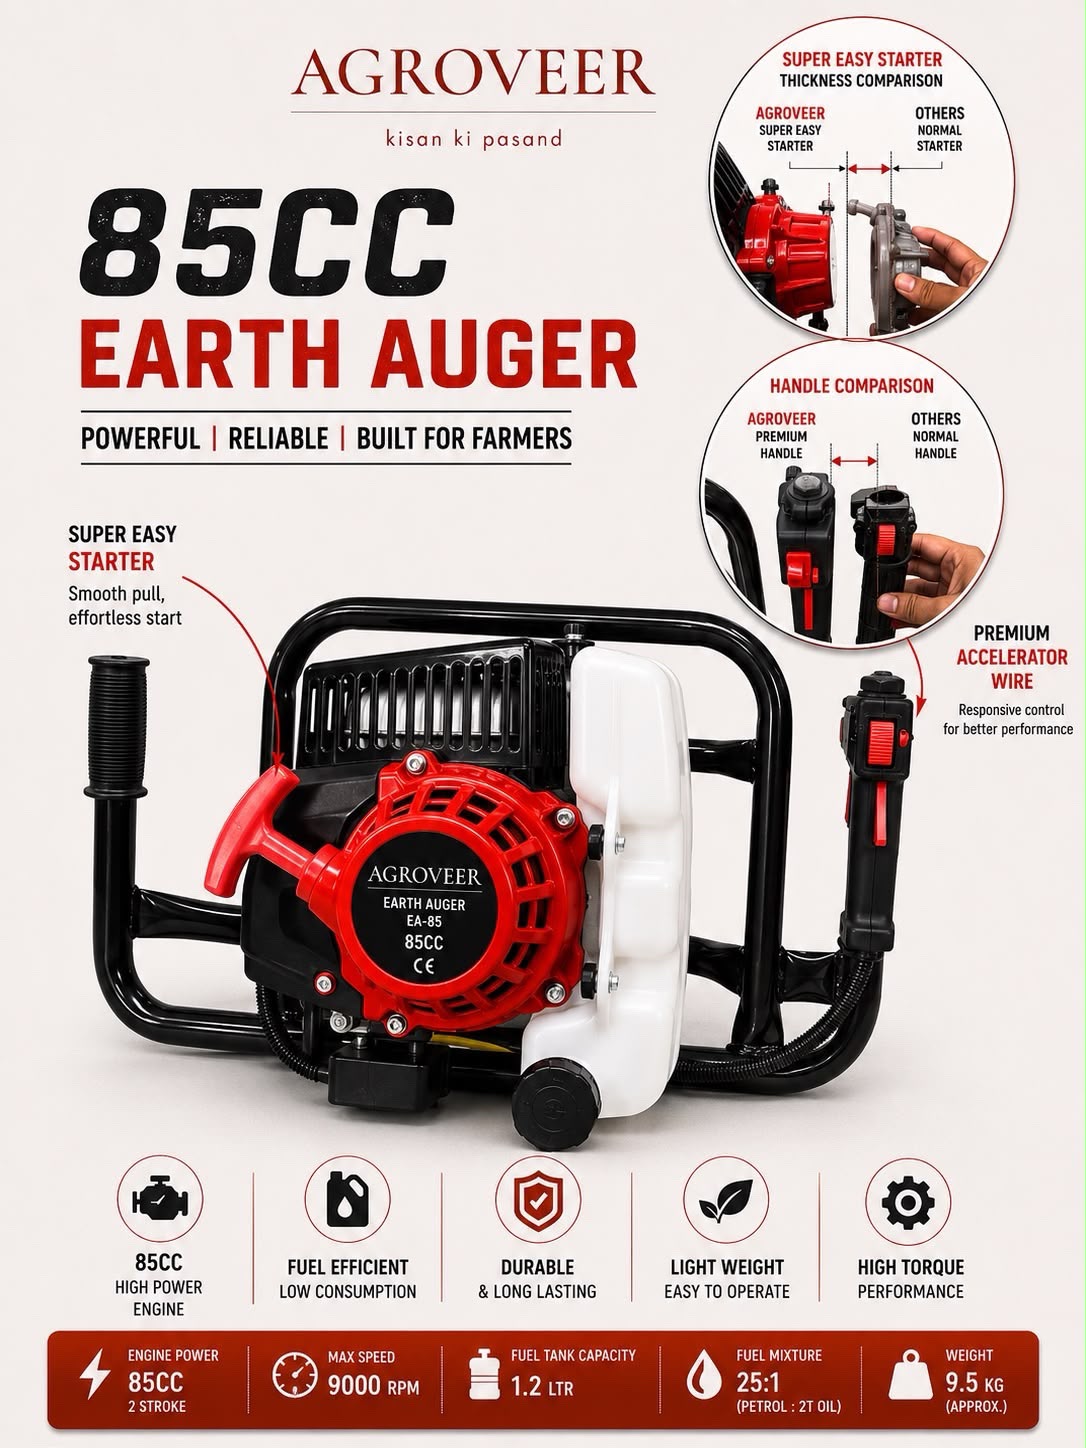 AGROVEER
kisan ki pasand
85CC
EARTH AUGER
POWERFUL | RELIABLE | BUILT FOR FARMERS
SUPER EASY STARTER
THICKNESS COMPARISON
AGROVEER
SUPER EASY
STARTER
OTHERS
NORMAL
STARTER
HANDLE COMPARISON
AGROVEER
PREMIUM
HANDLE
OTHERS
NORMAL
HANDLE
SUPER EASY
STARTER
Smooth pull,
effortless start
PREMIUM
ACCELERATOR
WIRE
Responsive control
for better performance
AGROVEER
EARTH AUGER
EA-85
85CC
CE
85CC
HIGH POWER
ENGINE
FUEL EFFICIENT
LOW CONSUMPTION
DURABLE
& LONG LASTING
LIGHT WEIGHT
EASY TO OPERATE
HIGH TORQUE
PERFORMANCE
ENGINE POWER
85CC
2 STROKE
MAX SPEED
9000 RPM
FUEL TANK CAPACITY
1.2 LTR
FUEL MIXTURE
25:1
(PETROL : 2T OIL)
WEIGHT
9.5 KG
(APPROX.)